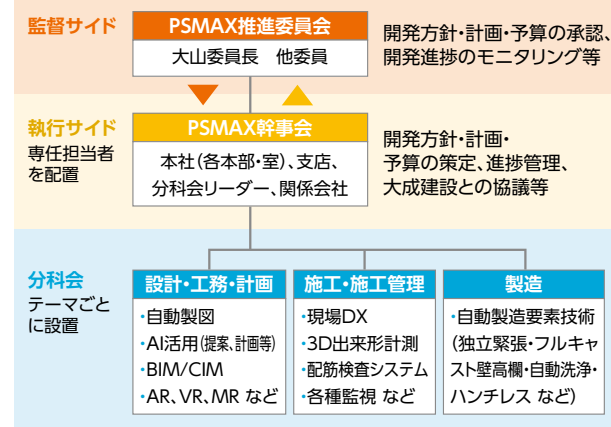 監督サイド
PSMAX推進委員会
大山委員長　他委員
開発方針・計画・予算の承認、
開発進捗のモニタリング等
執行サイド
専任担当者
を配置
PSMAX幹事会
本社(各本部・室)、支店、
分科会リーダー、関係会社
開発方針・計画・
予算の策定、進捗管理、
大成建設との協議等
分科会
テーマごと
に設置
設計・工務・計画
・自動製図
・AI活用(提案、計画等)
・BIM/CIM
・AR、VR、MR など
施工・施工管理
・現場DX
・3D出来形計測
・配筋検査システム
・各種監視 など
製造
・自動製造要素技術
(独立緊張・フルキャ
スト壁高欄・自動洗浄・
ハンチレス など)